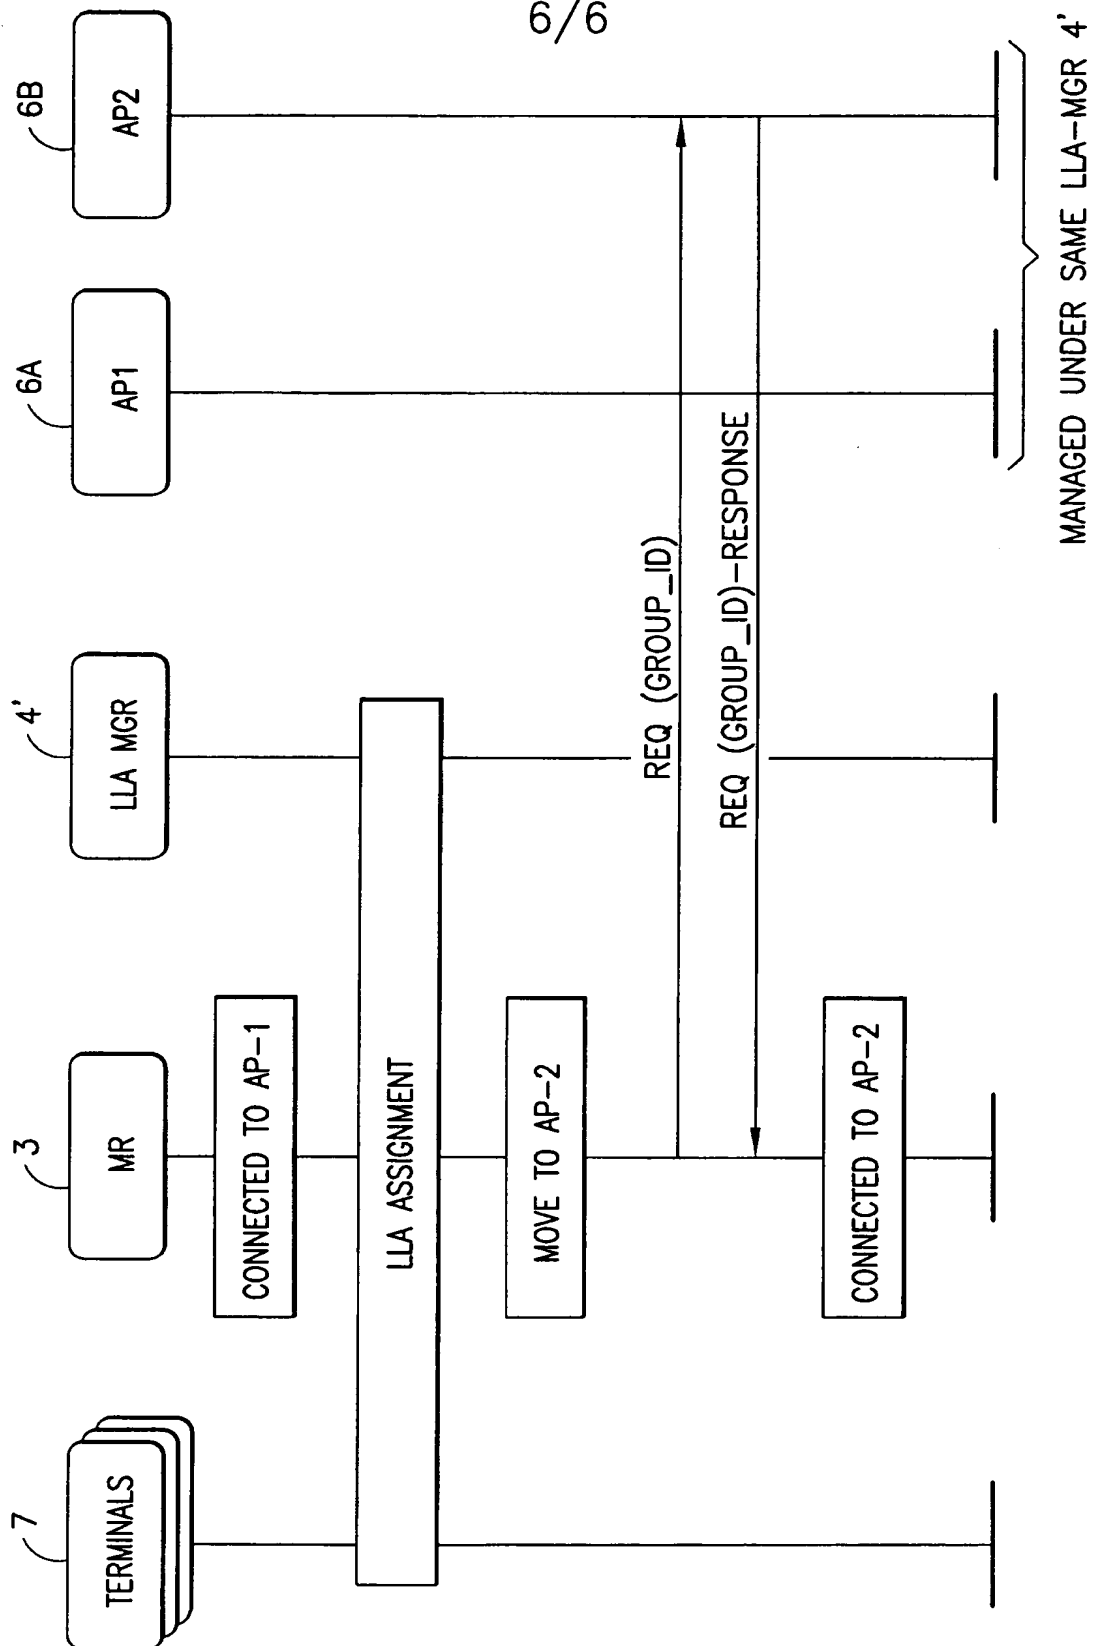 6/6
7
3
4'
6A
6B
TERMINALS
MR
LLA MGR
AP1
AP2
CONNECTED TO AP-1
LLA ASSIGNMENT
MOVE TO AP-2
REQ (GROUP_ID)
REQ (GROUP_ID)-RESPONSE
CONNECTED TO AP-2
MANAGED UNDER SAME LLA-MGR 4'